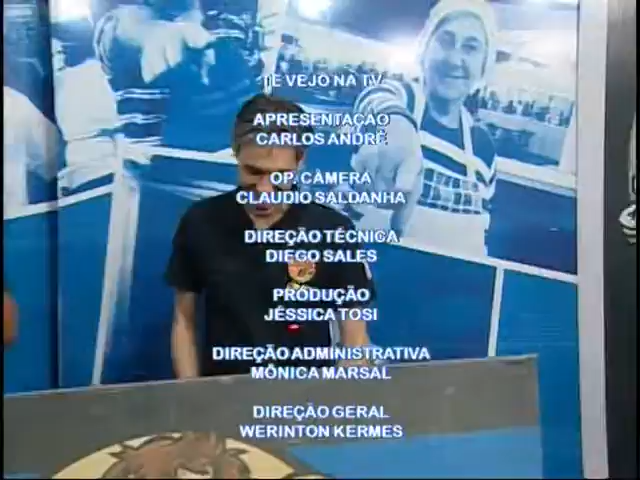 TE VEJO NA TV
APRESENTAÇÃO
CARLOS ANDRÉ
OP. CÂMERA
CLAUDIO SALDANHA
DIREÇÃO TÉCNICA
DIEGO SALES
PRODUÇÃO
JÉSSICA TOSI
DIREÇÃO ADMINISTRATIVA
MÔNICA MARSAL
DIREÇÃO GERAL
WERINTON KERMES